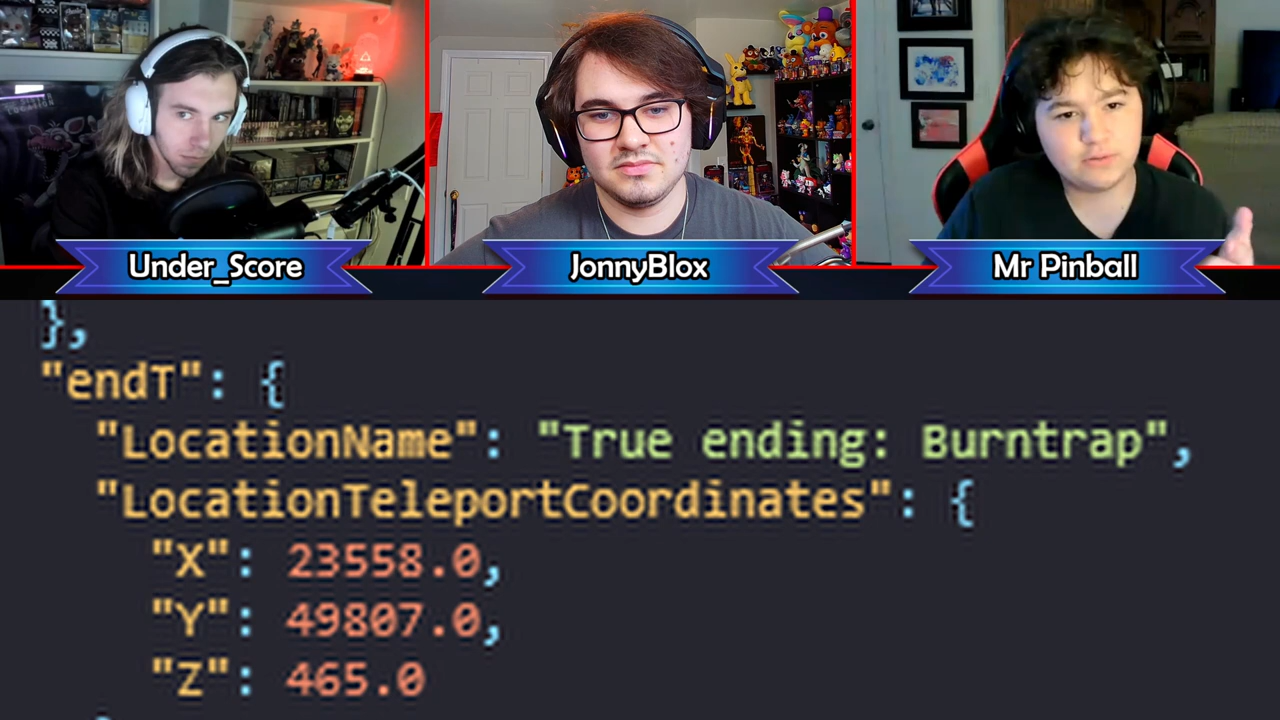 Under_Score
JonnyBlox
Mr Pinball
},
"endT": {
"LocationName": "True ending: Burntrap",
"LocationTeleportCoordinates": {
"X": 23558.0,
"Y": 49807.0,
"Z": 465.0